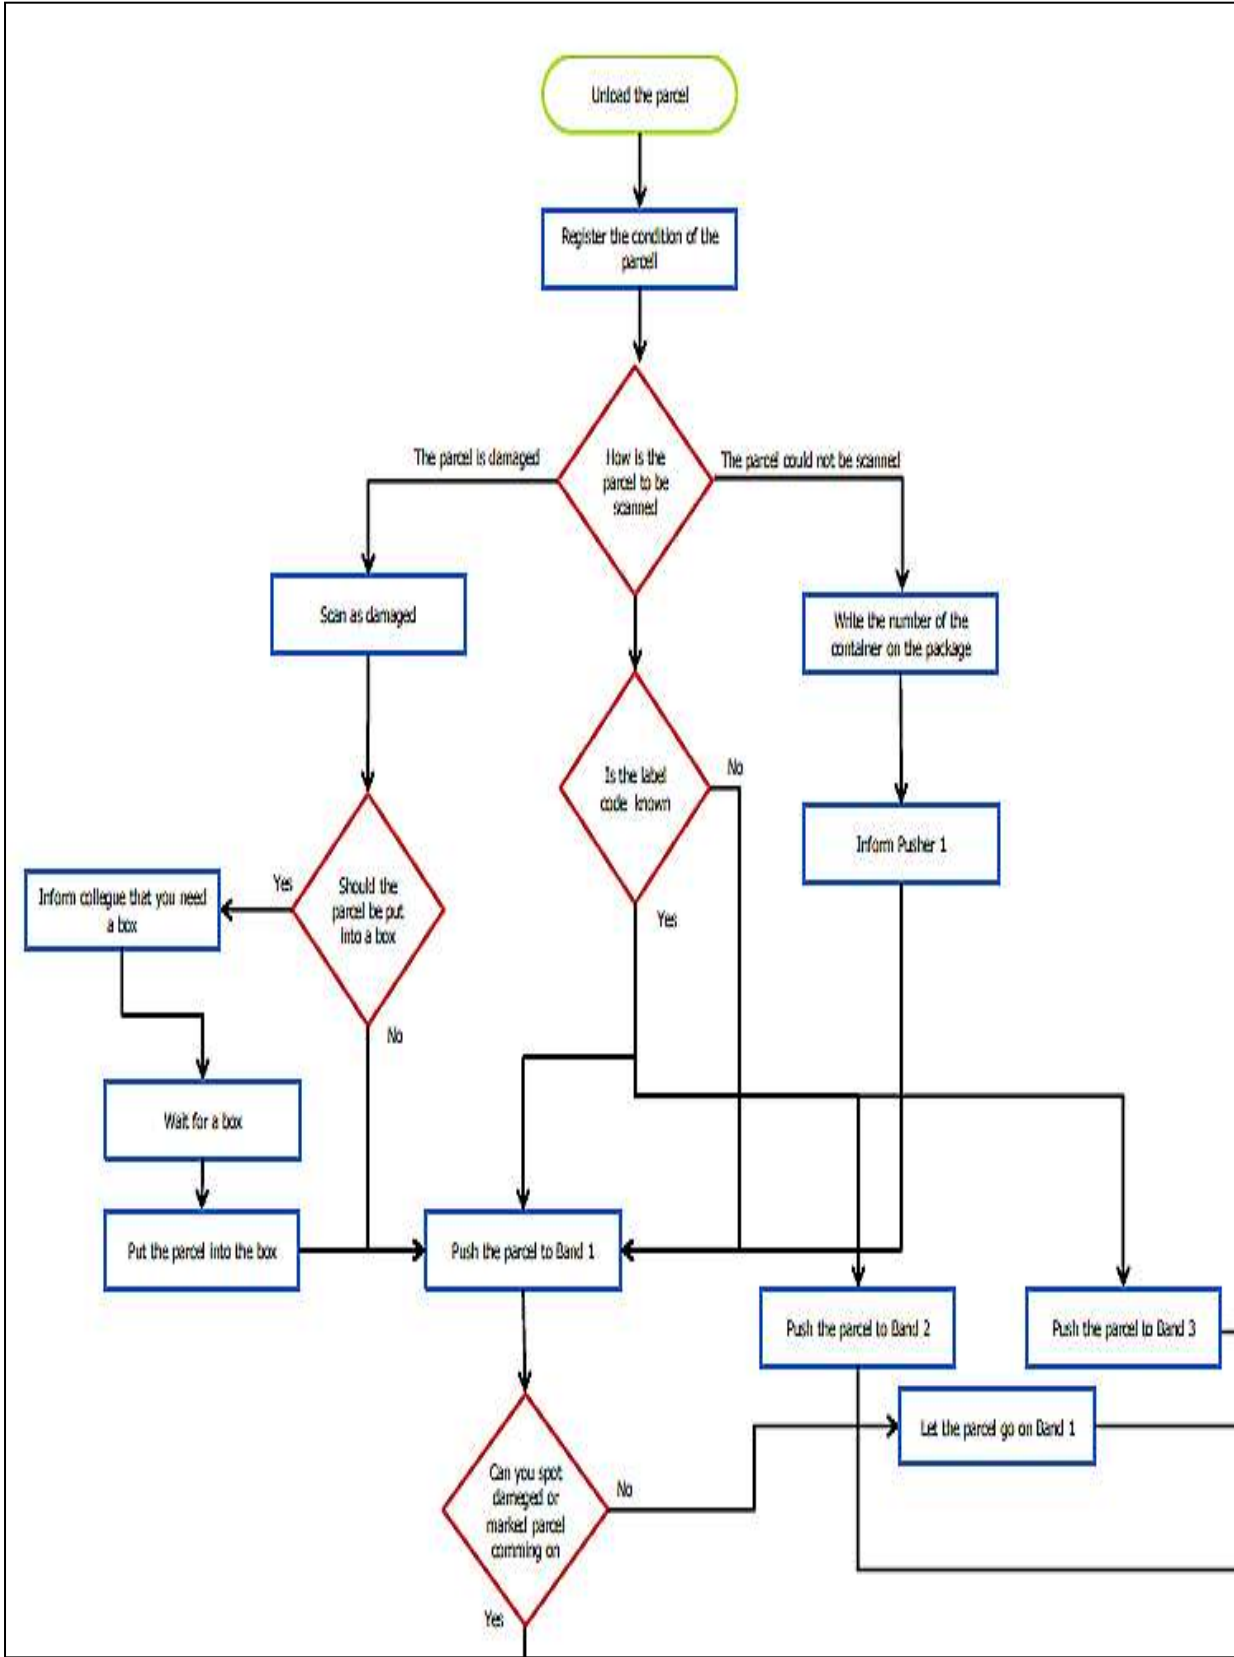 Unload the parcel
Register the condition of the
parcell
The parcel is damaged
How is the
parcel to be
scanned
The parcel could not be scanned
Scan as damaged
Write the number of the
container on the package
Is the label
code known
No
Inform Pusher 1
Inform collegue that you need
a box
Yes
Should the
parcel be put
into a box
Yes
No
Wait for a box
Put the parcel into the box
Push the parcel to Band 1
Push the parcel to Band 2
Push the parcel to Band 3
Let the parcel go on Band 1
Can you spot
dameged or
marked parcel
comming on
No
Yes